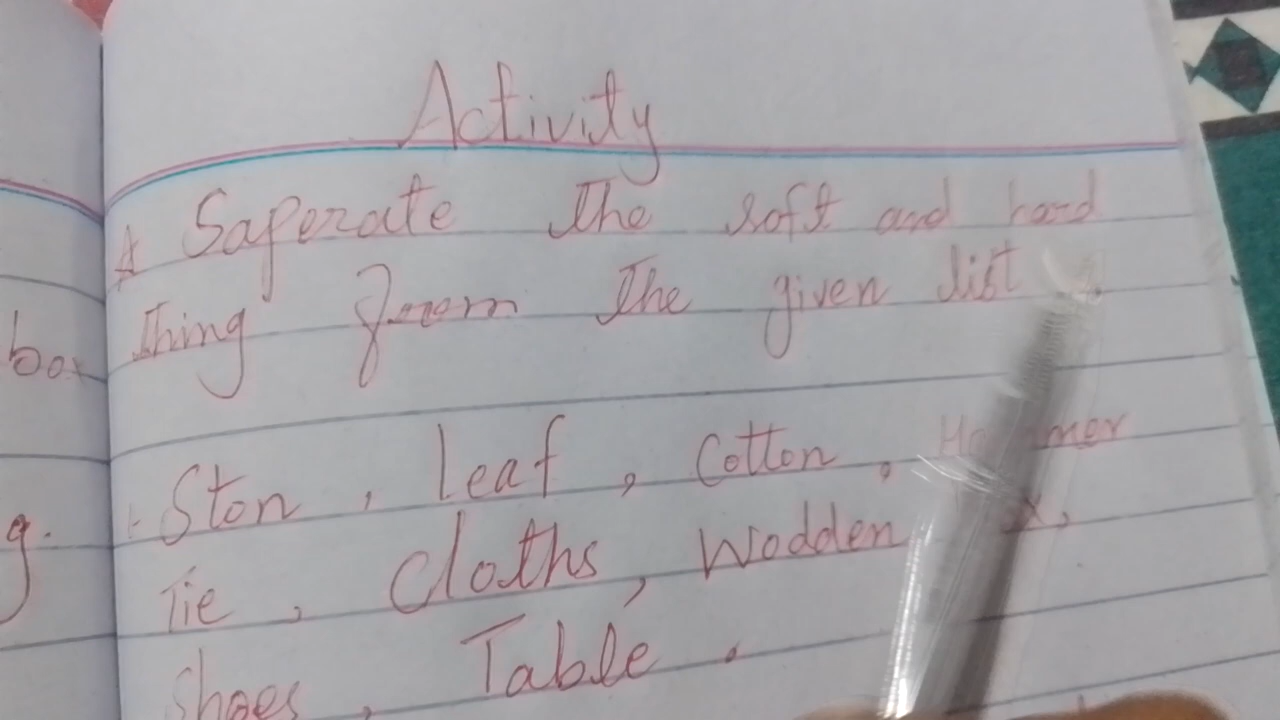 Activity
Saperate the soft and hard
thing from the given list
box
Ston , leaf , Cotton ,
g.
Tie , Cloths , Wodden
Shoes , Table .